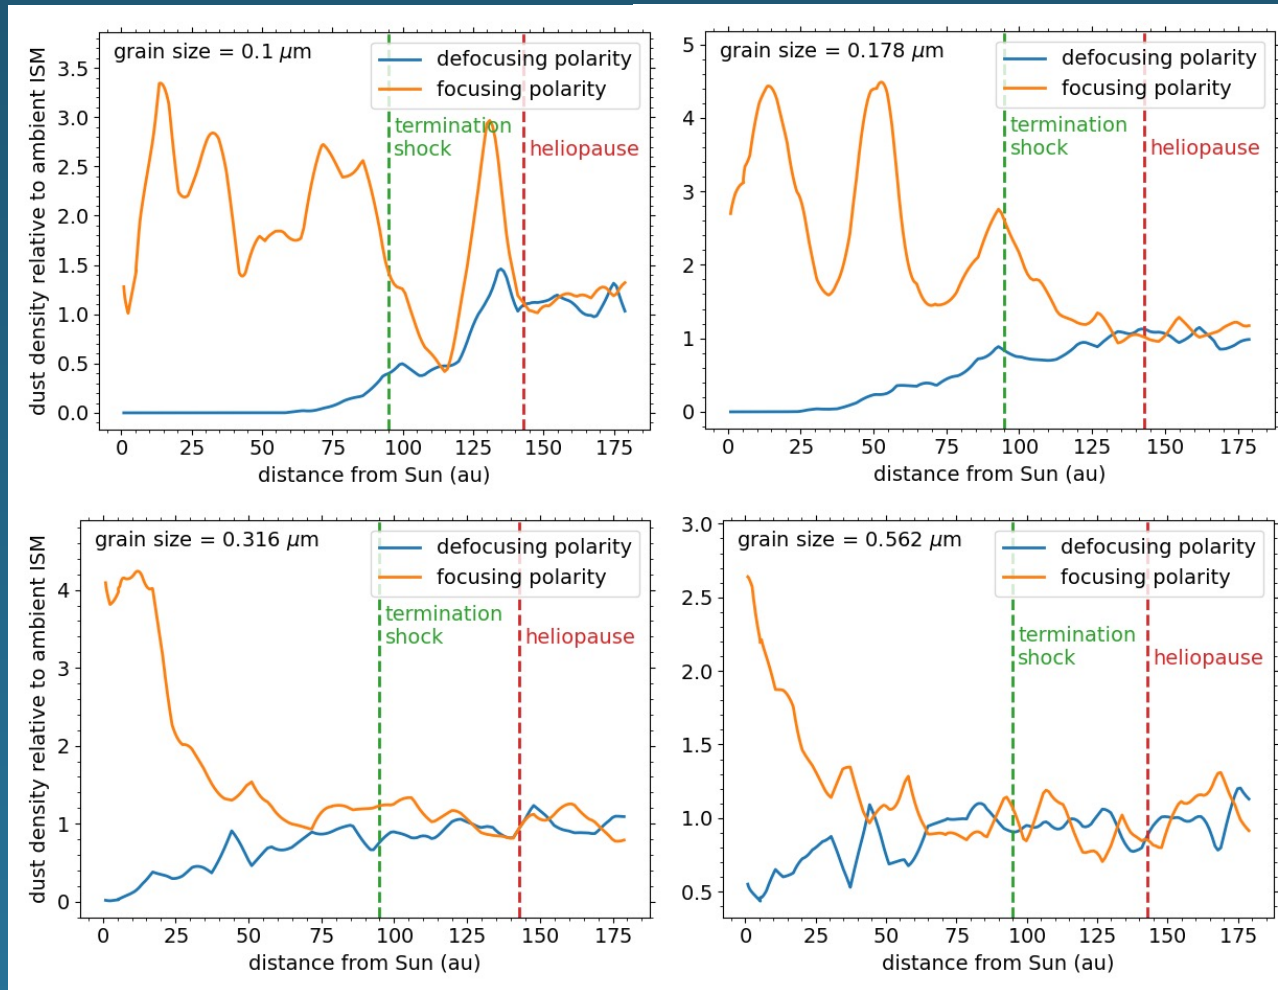 grain size = 0.1 μm
defocusing polarity
focusing polarity
termination
shock
heliopause
dust density relative to ambient ISM
3.5
3.0
2.5
2.0
1.5
1.0
0.5
0.0
0 25 50 75 100 125 150 175
distance from Sun (au)
grain size = 0.178 μm
defocusing polarity
focusing polarity
termination
shock
heliopause
5
4
3
2
1
0
0 25 50 75 100 125 150 175
distance from Sun (au)
grain size = 0.316 μm
defocusing polarity
focusing polarity
termination
shock
heliopause
dust density relative to ambient ISM
4
3
2
1
0
0 25 50 75 100 125 150 175
distance from Sun (au)
grain size = 0.562 μm
defocusing polarity
focusing polarity
termination
shock
heliopause
3.0
2.5
2.0
1.5
1.0
0.5
0 25 50 75 100 125 150 175
distance from Sun (au)